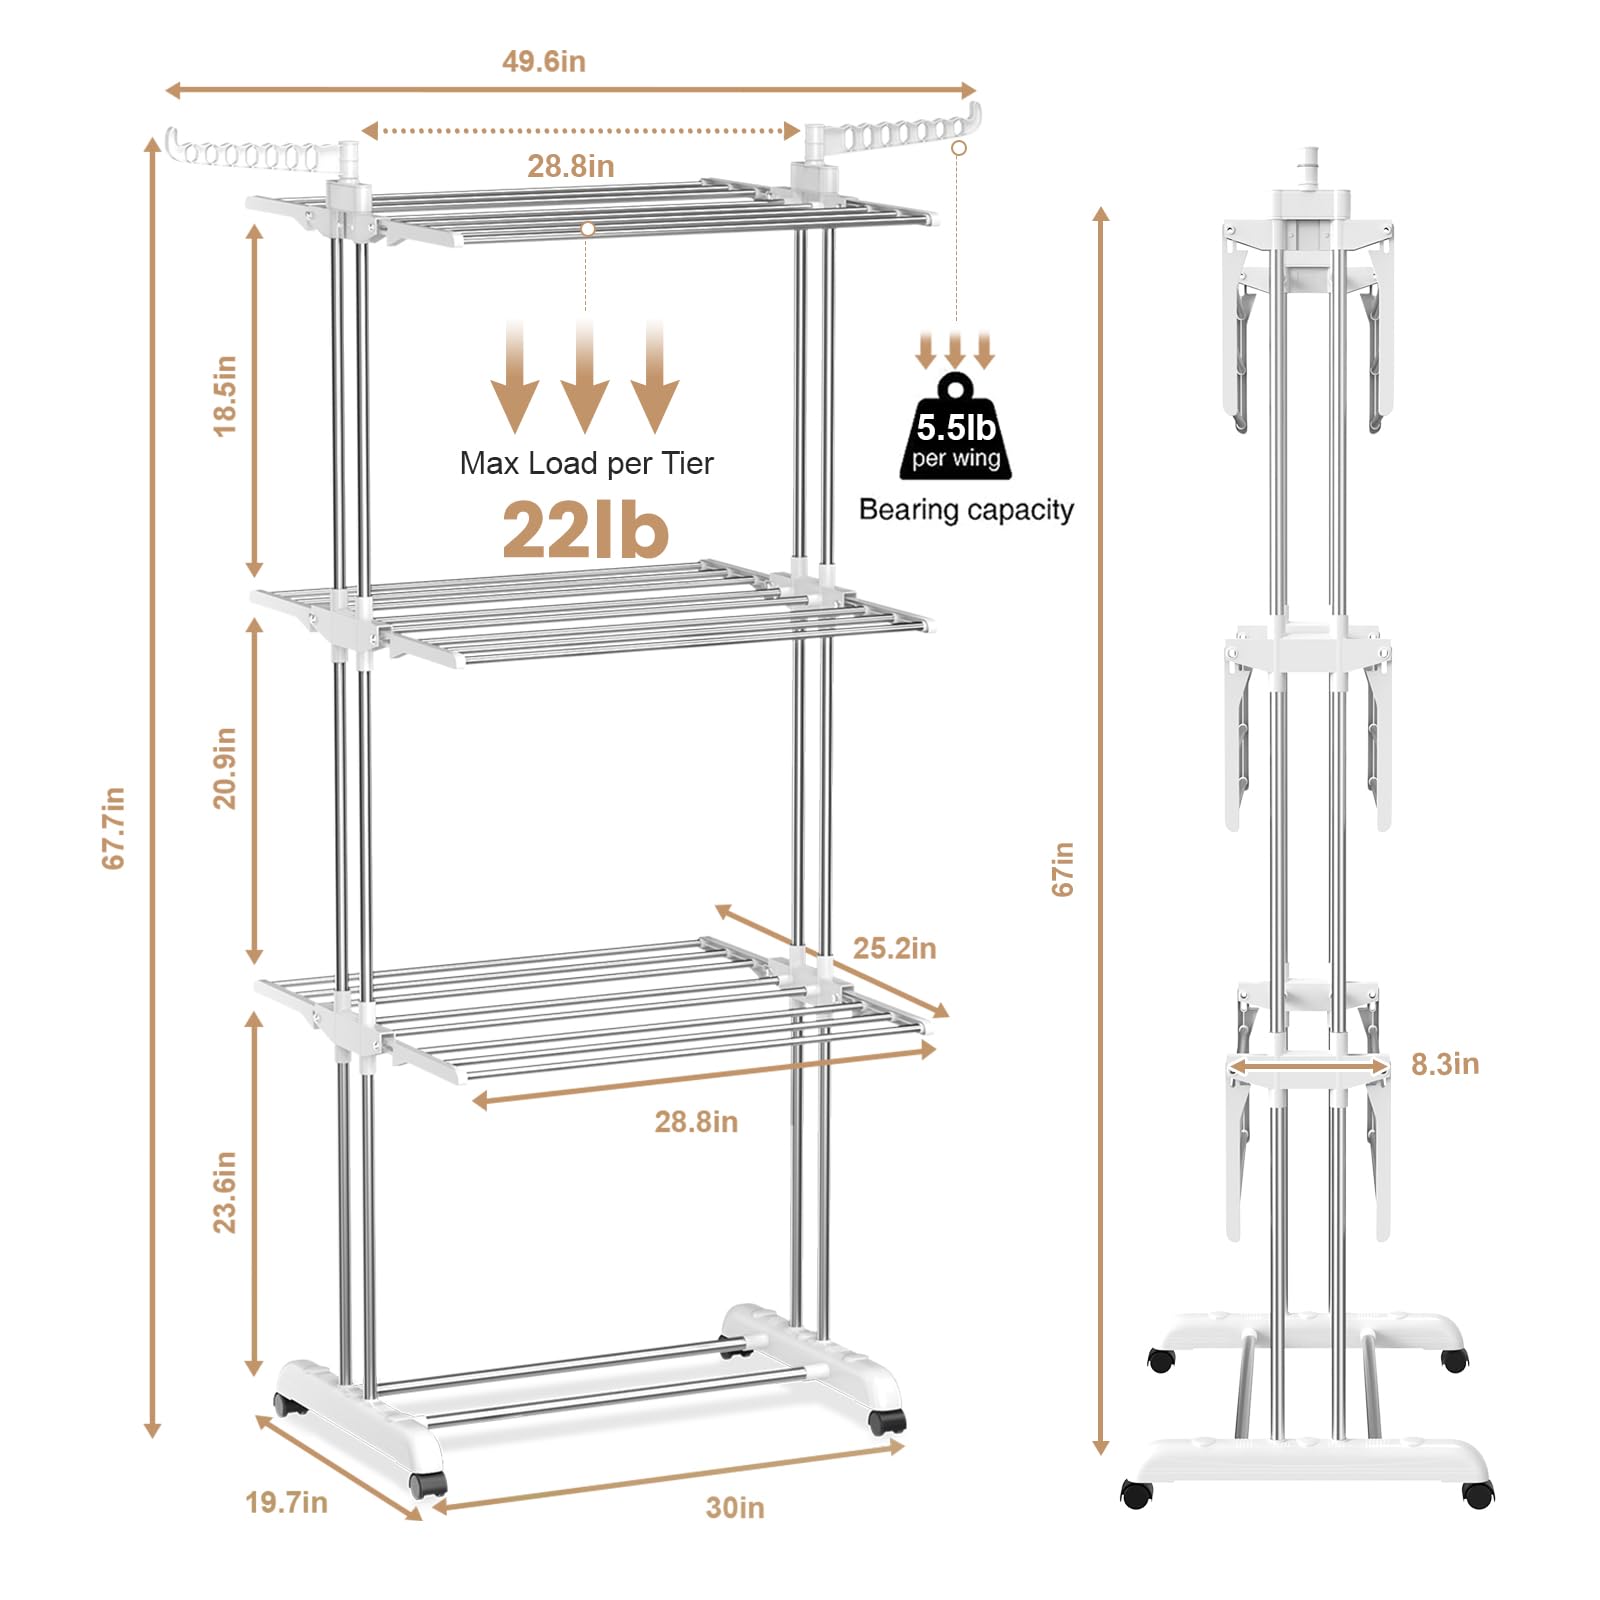 49.6in
28.8in
18.5in
Max Load per Tier
22lb
5.5lb
per wing
Bearing capacity
20.9in
67.7in
67in
25.2in
28.8in
8.3in
23.6in
19.7in
30in